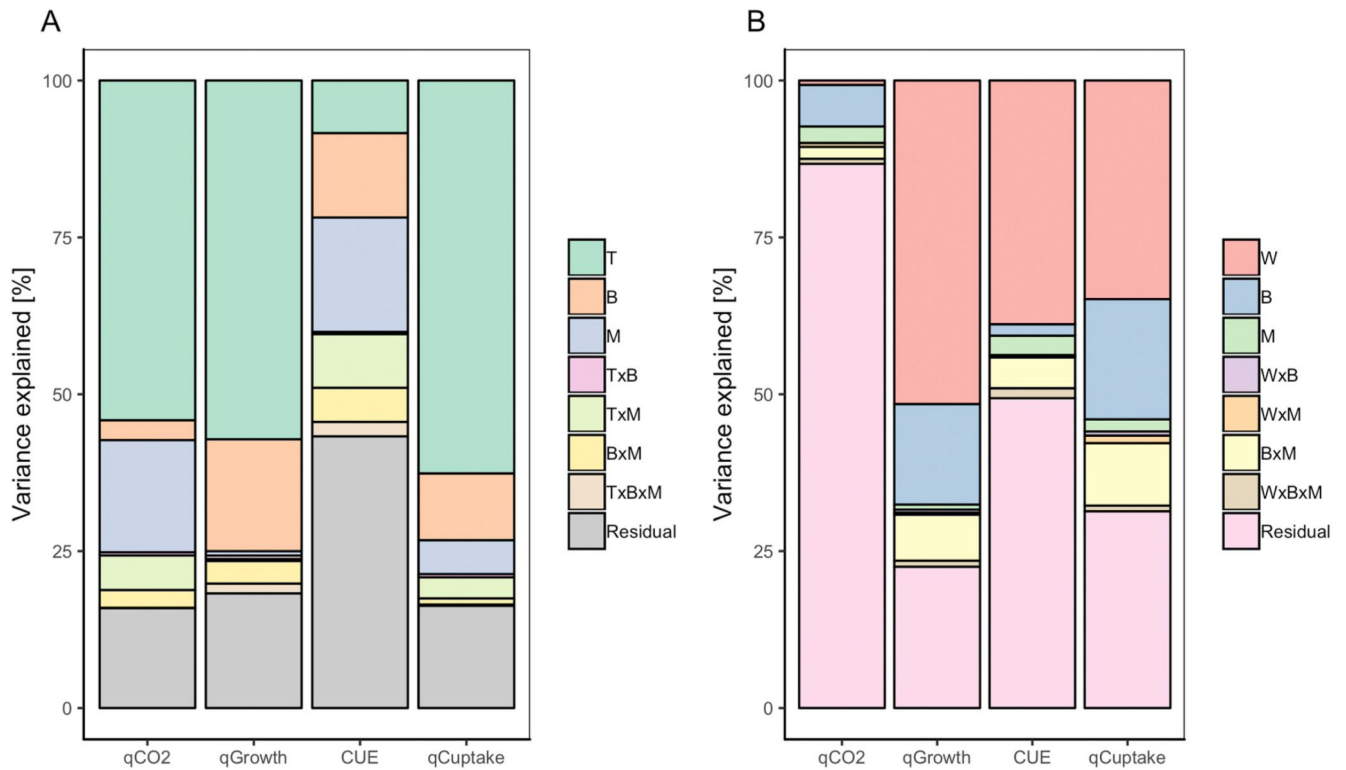 A
Variance explained [%]
100
75
50
25
0
qCO2 qGrowth CUE qCuptake
T
B
M
TxB
TxM
BxM
TxBxM
Residual
B
Variance explained [%]
100
75
50
25
0
qCO2 qGrowth CUE qCuptake
W
B
M
WxB
WxM
BxM
WxBxM
Residual